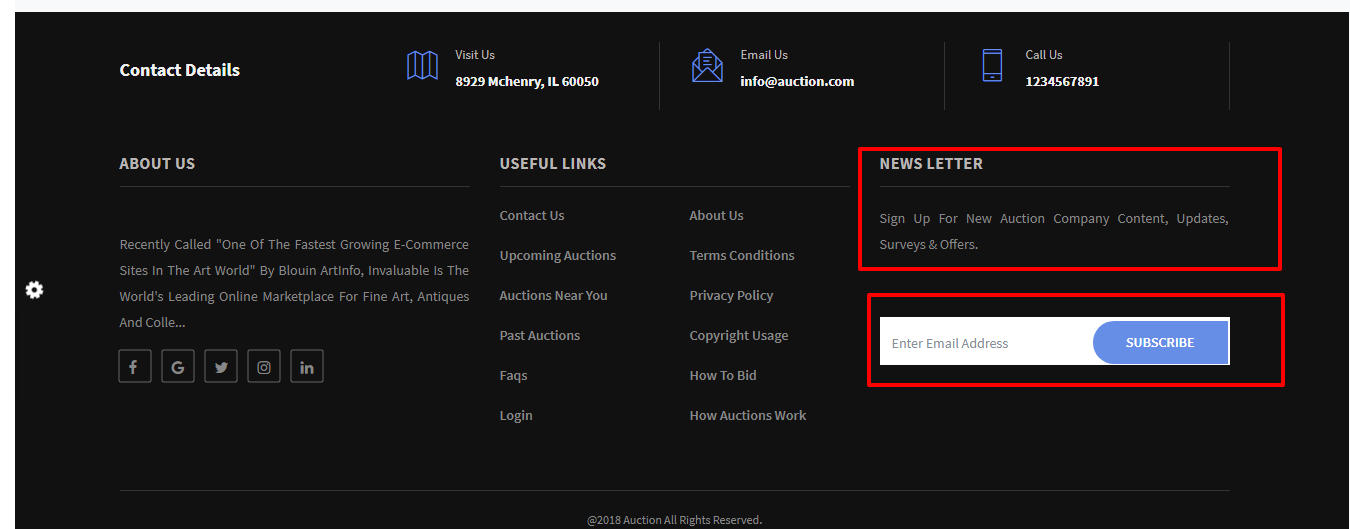 Contact Details
Visit Us
8929 Mchenry, IL 60050
Email Us
info@auction.com
Call Us
1234567891
ABOUT US
Recently Called "One Of The Fastest Growing E-Commerce
Sites In The Art World" By Blouin ArtInfo, Invaluable Is The
World's Leading Online Marketplace For Fine Art, Antiques
And Colle...
USEFUL LINKS
Contact Us
About Us
Upcoming Auctions
Terms Conditions
Auctions Near You
Privacy Policy
Past Auctions
Copyright Usage
Faqs
How To Bid
Login
How Auctions Work
NEWS LETTER
Sign Up For New Auction Company Content, Updates,
Surveys & Offers.
Enter Email Address
SUBSCRIBE
@2018 Auction All Rights Reserved.